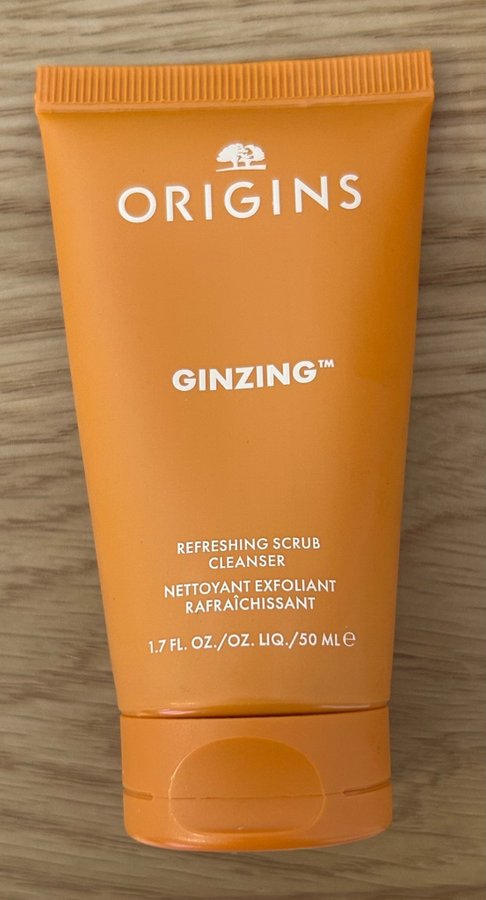 ORIGINS
GINZING™
REFRESHING SCRUB
CLEANSER
NETTOYANT EXFOLIANT
RAFRAÎCHISSANT
1.7 FL. OZ./OZ. LIQ./50 ML ℮